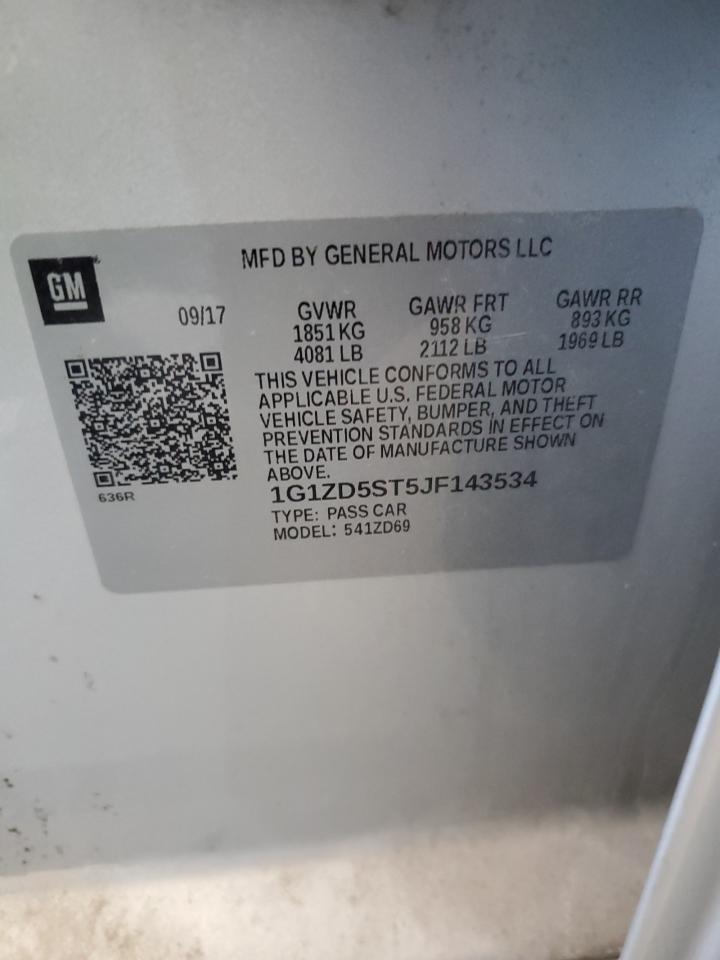 MFD BY GENERAL MOTORS LLC
GM
09/17
GVWR GAWR FRT GAWR RR
1851 KG 958 KG 893 KG
4081 LB 2112 LB 1969 LB
THIS VEHICLE CONFORMS TO ALL
APPLICABLE U.S. FEDERAL MOTOR
VEHICLE SAFETY, BUMPER, AND THEFT
PREVENTION STANDARDS IN EFFECT ON
THE DATE OF MANUFACTURE SHOWN
ABOVE.
636R
1G1ZD5ST5JF143534
TYPE: PASS CAR
MODEL: 541ZD69